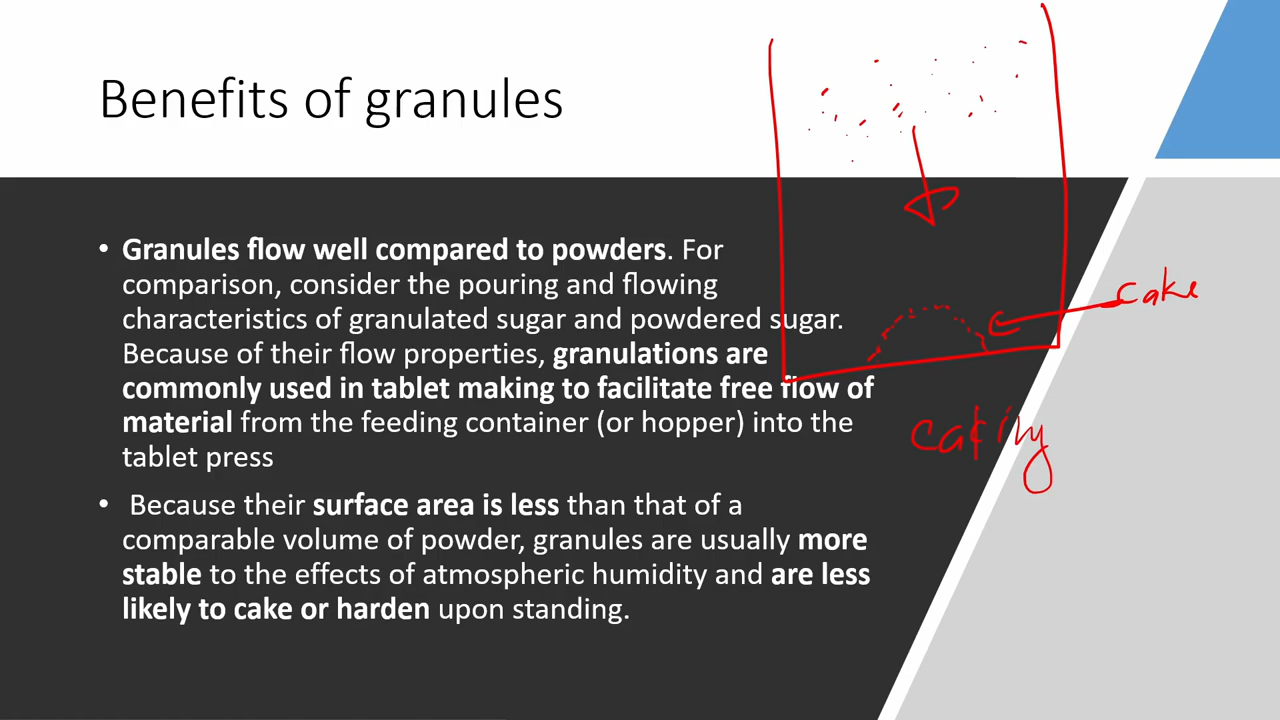 Benefits of granules
• Granules flow well compared to powders. For
comparison, consider the pouring and flowing
characteristics of granulated sugar and powdered sugar.
Because of their flow properties, granulations are
commonly used in tablet making to facilitate free flow of
material from the feeding container (or hopper) into the
tablet press
• Because their surface area is less than that of a
comparable volume of powder, granules are usually more
stable to the effects of atmospheric humidity and are less
likely to cake or harden upon standing.
cake